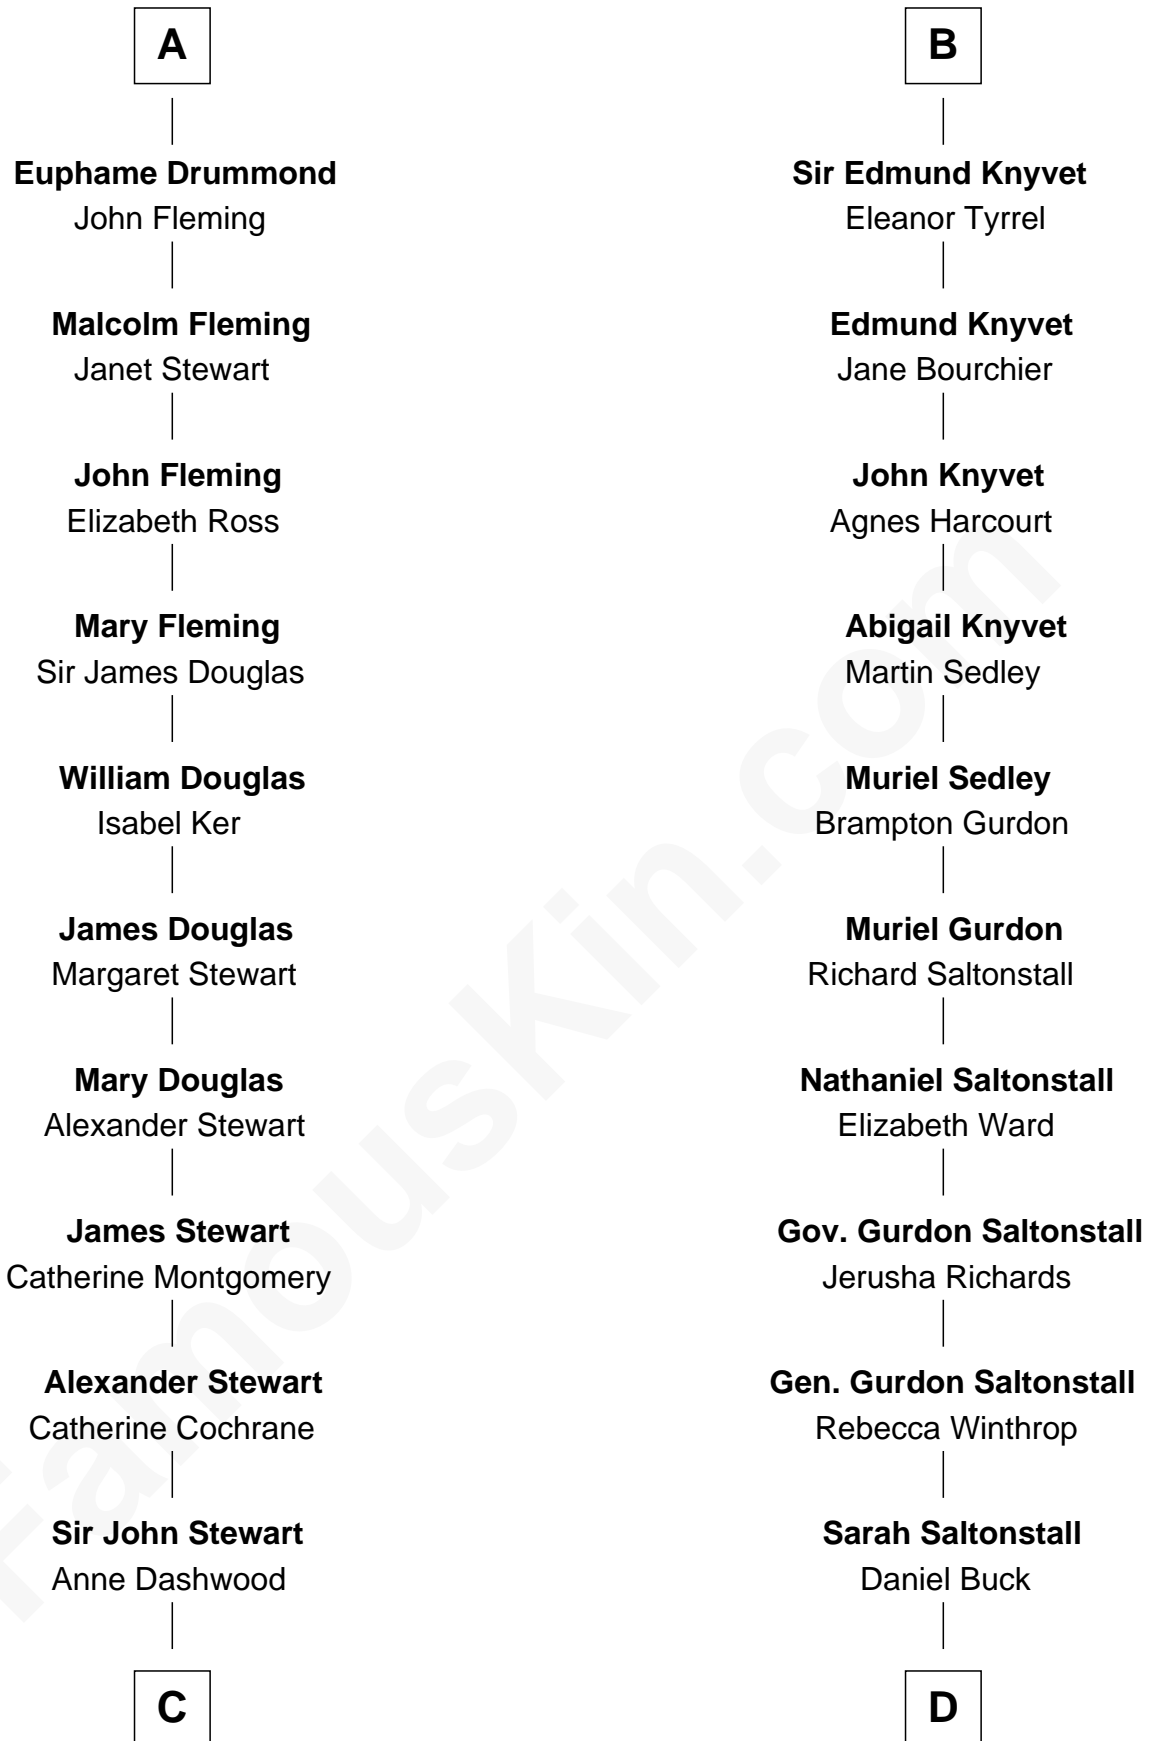 A
Euphame Drummond
John Fleming
Malcolm Fleming
Janet Stewart
John Fleming
Elizabeth Ross
Mary Fleming
Sir James Douglas
William Douglas
Isabel Ker
James Douglas
Margaret Stewart
Mary Douglas
Alexander Stewart
James Stewart
Catherine Montgomery
Alexander Stewart
Catherine Cochrane
Sir John Stewart
Anne Dashwood
C
B
Sir Edmund Knyvet
Eleanor Tyrrel
Edmund Knyvet
Jane Bourchier
John Knyvet
Agnes Harcourt
Abigail Knyvet
Martin Sedley
Muriel Sedley
Brampton Gurdon
Muriel Gurdon
Richard Saltonstall
Nathaniel Saltonstall
Elizabeth Ward
Gov. Gurdon Saltonstall
Jerusha Richards
Gen. Gurdon Saltonstall
Rebecca Winthrop
Sarah Saltonstall
Daniel Buck
D
FamousKin.com